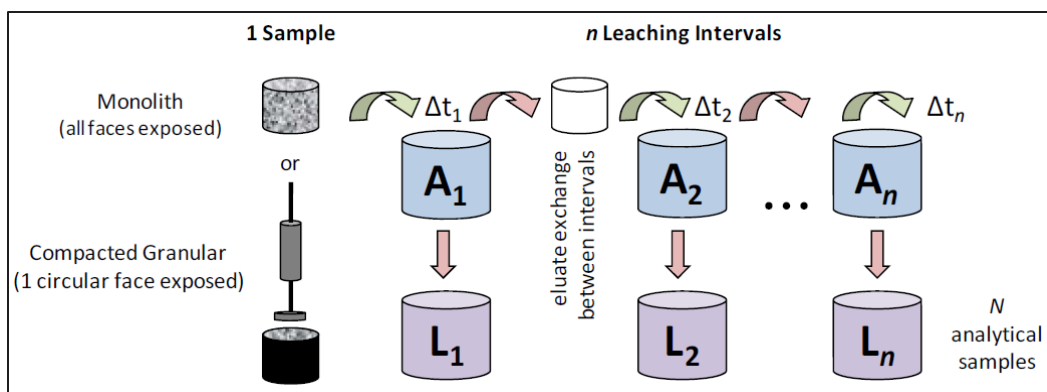 1 Sample
n Leaching Intervals
Monolith
(all faces exposed)
or
Compacted Granular
(1 circular face exposed)
Δt1
Δt2
Δtn
A1
A2
...
An
eluate exchange
between intervals
L1
L2
Ln
N
analytical
samples